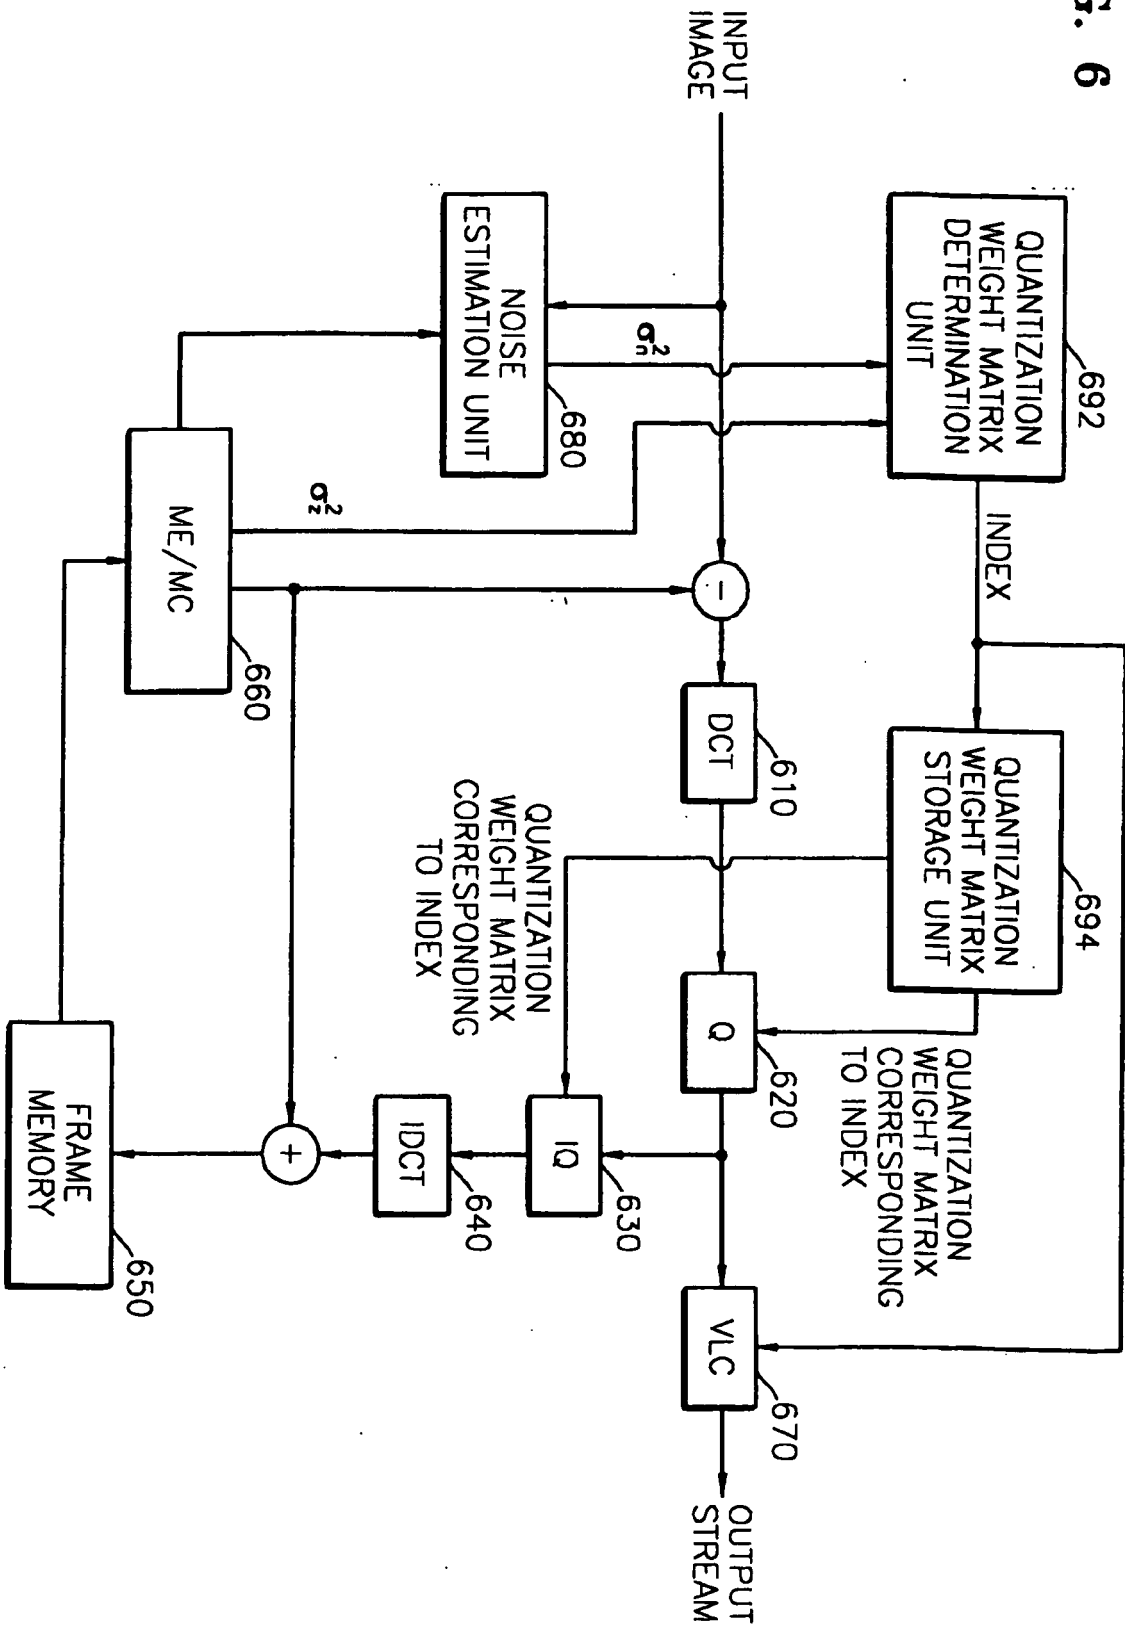 G. 6
INPUT
IMAGE
QUANTIZATION
WEIGHT MATRIX
DETERMINATION
UNIT
692
INDEX
QUANTIZATION
WEIGHT MATRIX
STORAGE UNIT
694
NOISE
ESTIMATION UNIT
680
σn²
σz²
ME/MC
660
-
DCT
610
Q
620
QUANTIZATION
WEIGHT MATRIX
CORRESPONDING
TO INDEX
QUANTIZATION
WEIGHT MATRIX
CORRESPONDING
TO INDEX
IQ
630
IDCT
640
+
FRAME
MEMORY
650
VLC
670
OUTPUT
STREAM